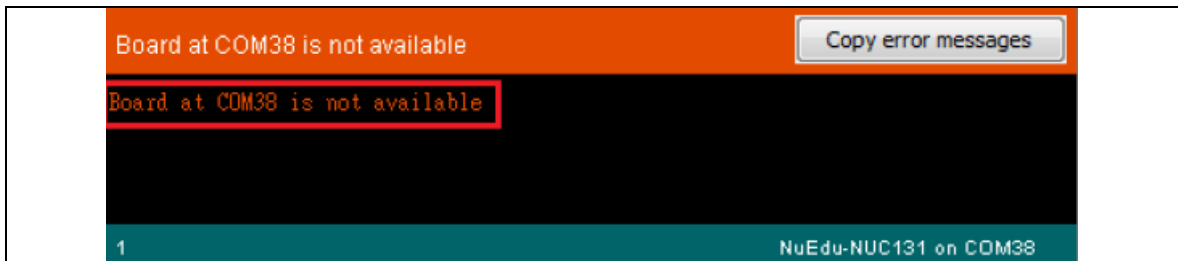 Board at COM38 is not available
Copy error messages
Board at COM38 is not available
1
NuEdu-NUC131 on COM38